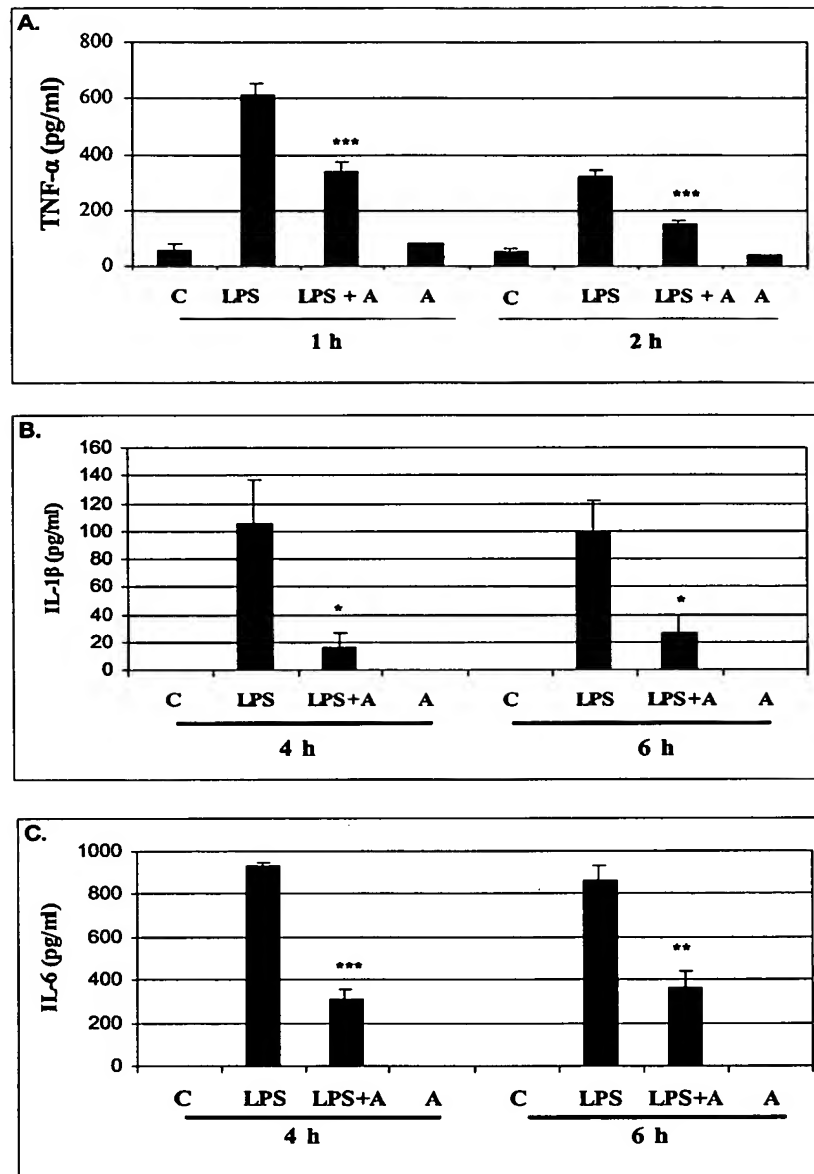 A.
TNF-α (pg/ml)
800
600
400
200
0
***
***
C LPS LPS + A A C LPS LPS + A A
1 h 2 h
B.
IL-1β (pg/ml)
160
140
120
100
80
60
40
20
0
*
*
C LPS LPS+A A C LPS LPS+A A
4 h 6 h
C.
IL-6 (pg/ml)
1000
800
600
400
200
0
***
**
C LPS LPS+A A C LPS LPS+A A
4 h 6 h